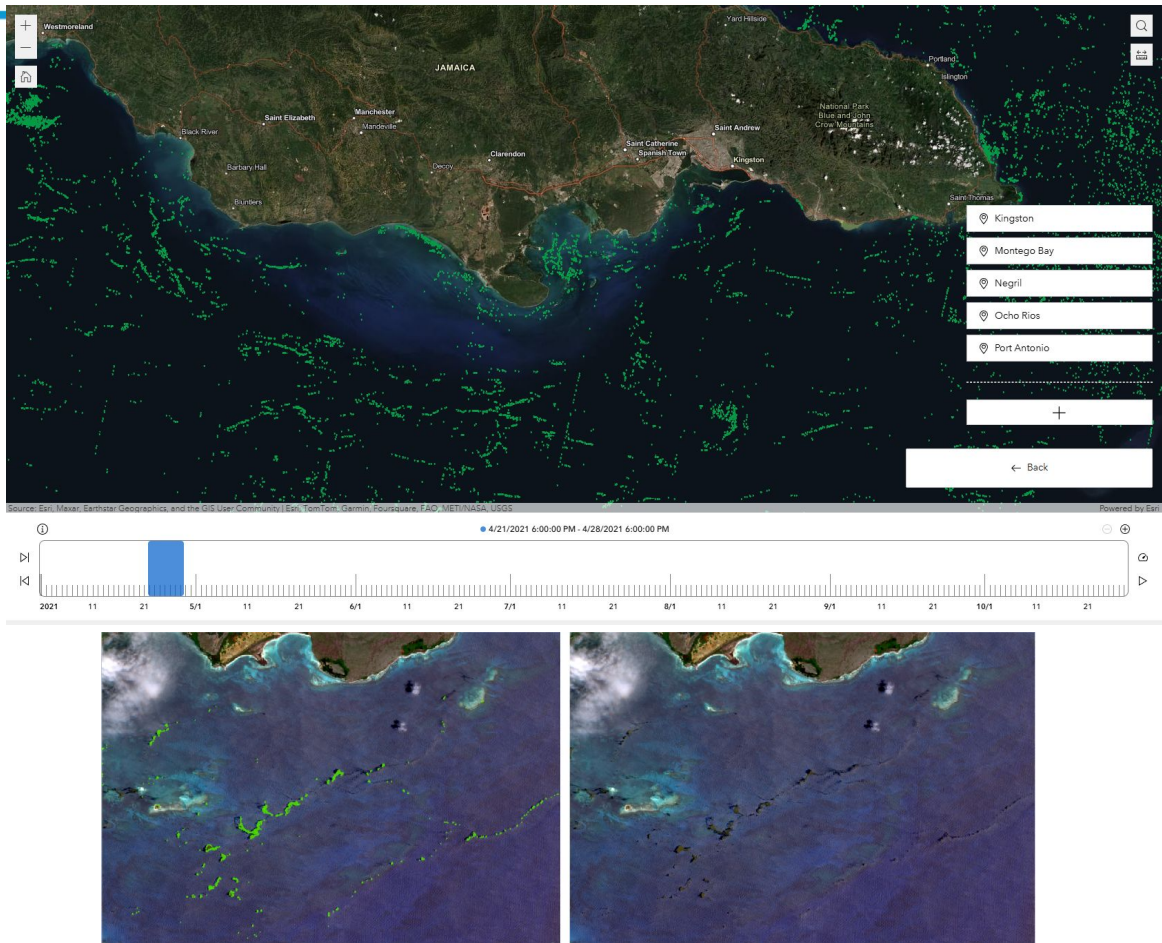 Westmoreland
Yard Hillside
JAMAICA
Portland
Islington
National Park
Blue and John
Crow Mountains
Saint Elizabeth
Manchester
Mandeville
Black River
Saint Andrew
Saint Catherine
Spanish Town
Clarendon
Kingston
Barbary Hall
Decoy
Bluntlers
Saint Thomas
Kingston
Montego Bay
Negril
Ocho Rios
Port Antonio
+
← Back
Source: Esri, Maxar, Earthstar Geographics, and the GIS User Community | Esri, TomTom, Garmin, Foursquare, FAO, METI/NASA, USGS
Powered by Esri
4/21/2021 6:00:00 PM - 4/28/2021 6:00:00 PM
2021 11 21 5/1 11 21 6/1 11 21 7/1 11 21 8/1 11 21 9/1 11 21 10/1 11 21